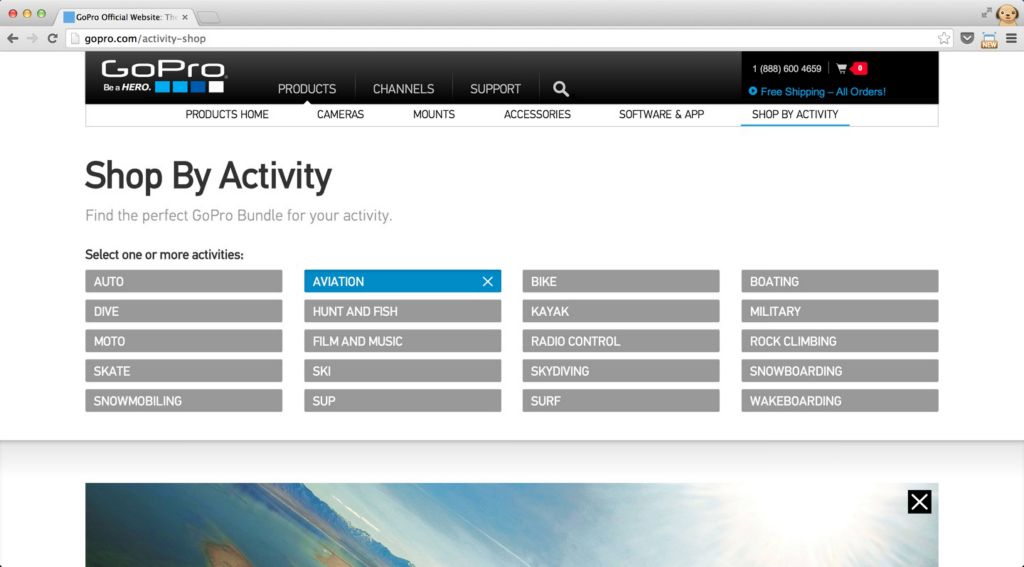 GoPro Official Website: The
gopro.com/activity-shop
NEW
GoPro
Be a HERO.
PRODUCTS CHANNELS SUPPORT
1 (888) 600 4659 0
Free Shipping – All Orders!
PRODUCTS HOME CAMERAS MOUNTS ACCESSORIES SOFTWARE & APP SHOP BY ACTIVITY
Shop By Activity
Find the perfect GoPro Bundle for your activity.
Select one or more activities:
AUTO AVIATION BIKE BOATING
DIVE HUNT AND FISH KAYAK MILITARY
MOTO FILM AND MUSIC RADIO CONTROL ROCK CLIMBING
SKATE SKI SKYDIVING SNOWBOARDING
SNOWMOBILING SUP SURF WAKEBOARDING